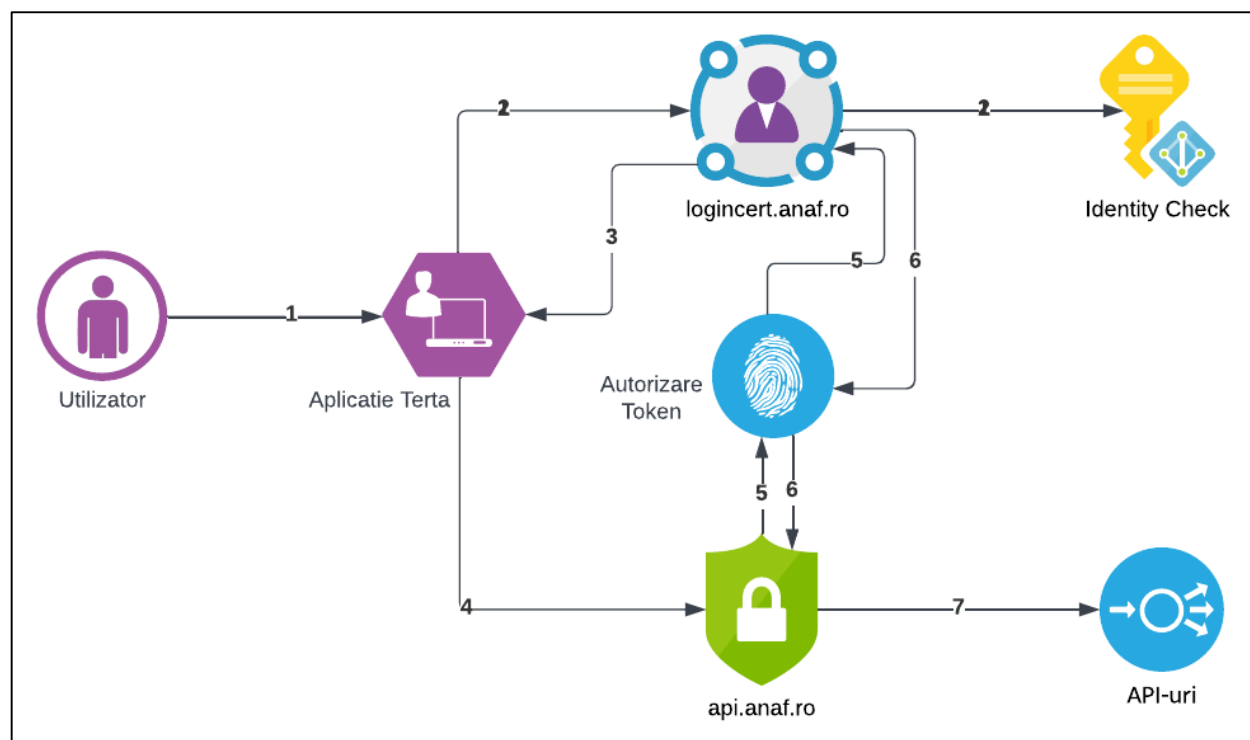 2
2
logincert.anaf.ro
Identity Check
3
5
6
1
Utilizator
Aplicatie Terta
Autorizare
Token
5
6
4
7
api.anaf.ro
API-uri